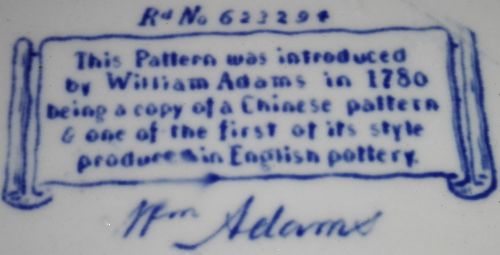 Rd No 623294
This Pattern was introduced
by William Adams in 1780
being a copy of a Chinese pattern
& one of the first of its style
produced in English pottery.
Wm Adams